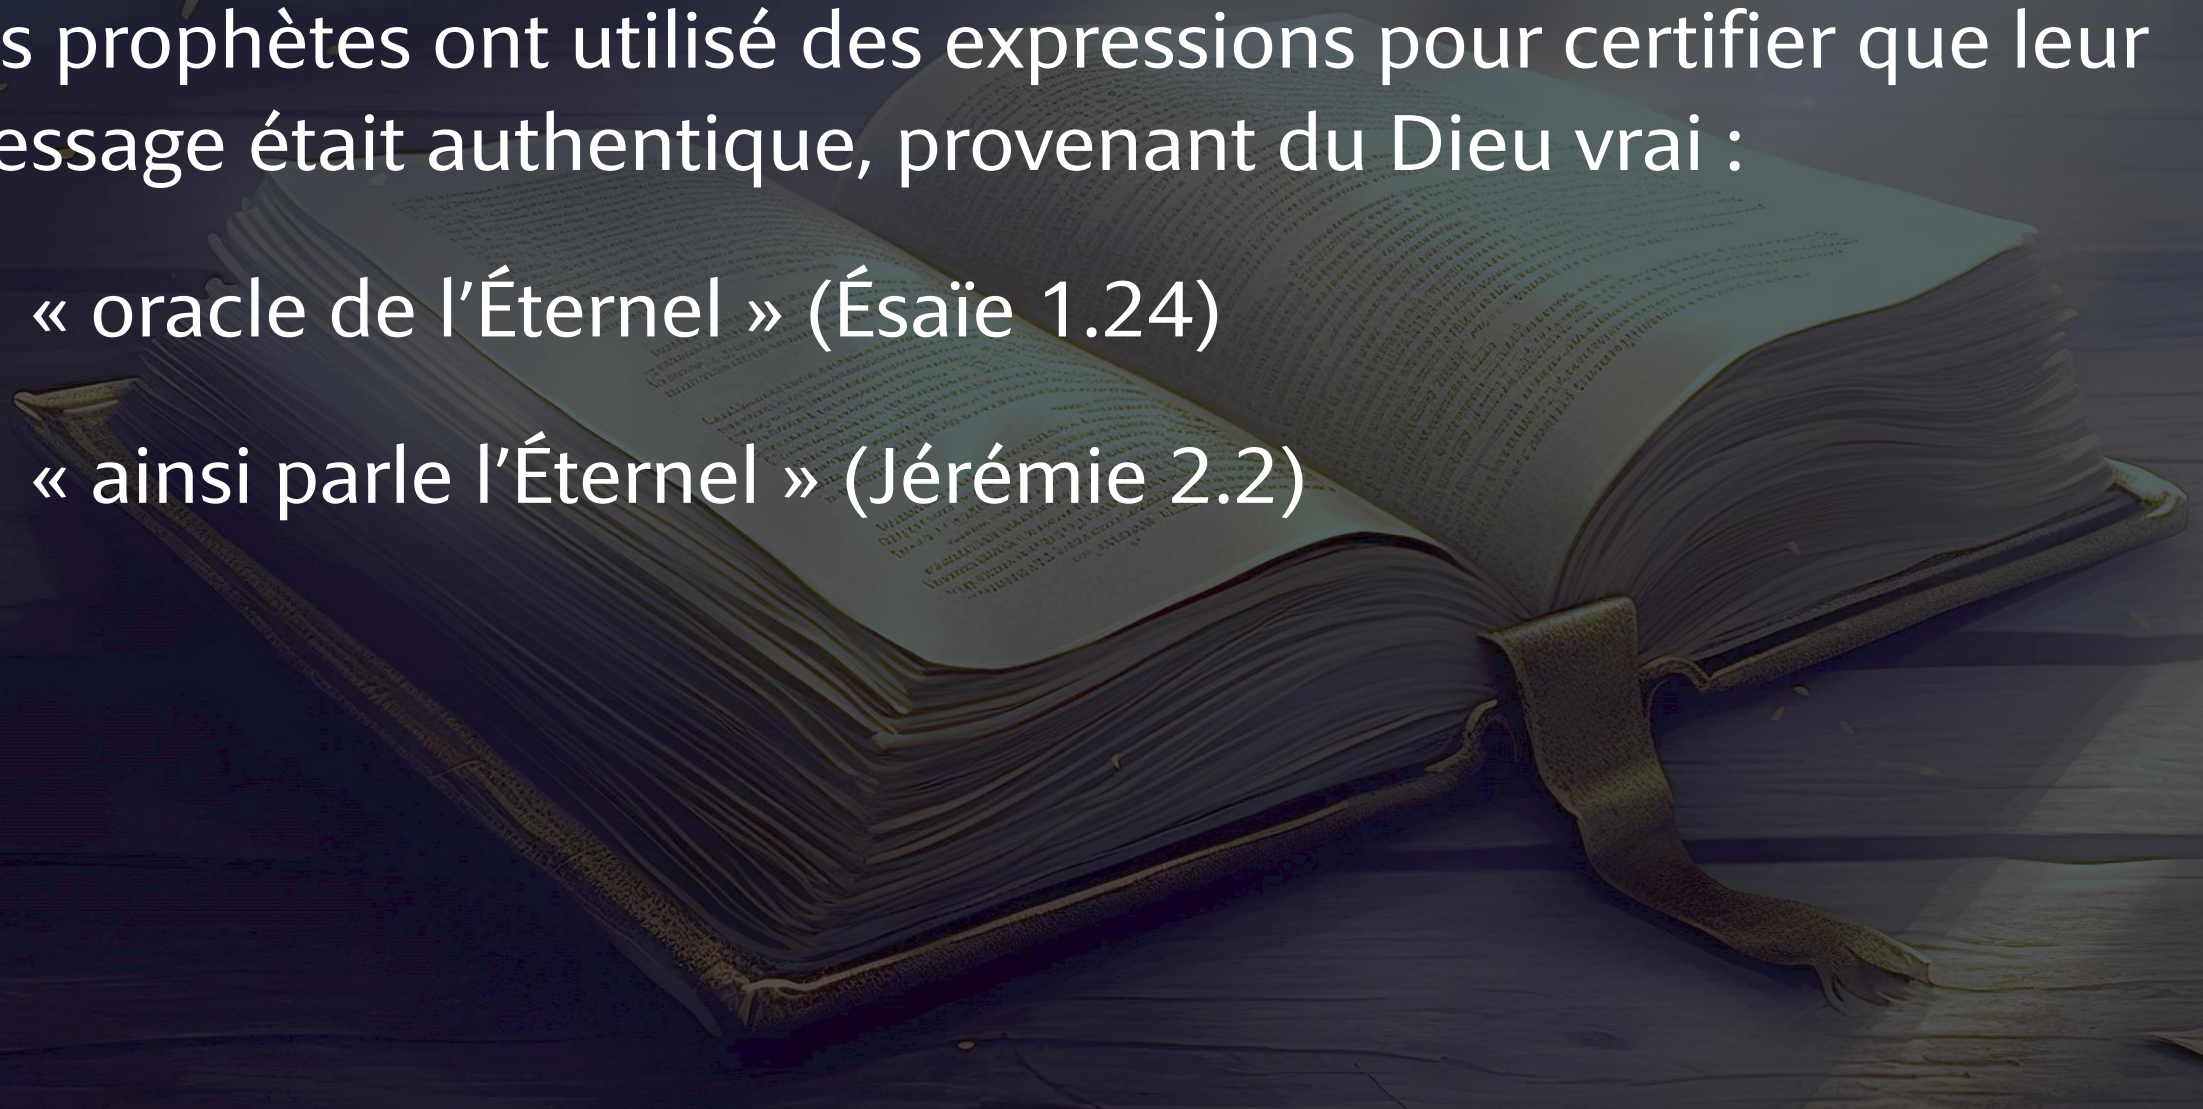 s prophètes ont utilisé des expressions pour certifier que leur
essage était authentique, provenant du Dieu vrai :
« oracle de l’Éternel » (Ésaïe 1.24)
« ainsi parle l’Éternel » (Jérémie 2.2)